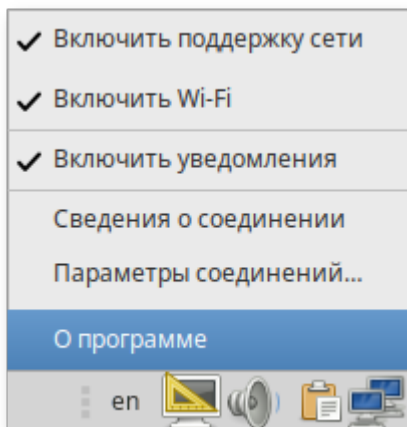 Включить поддержку сети
Включить Wi-Fi
Включить уведомления
Сведения о соединении
Параметры соединений...
О программе
en